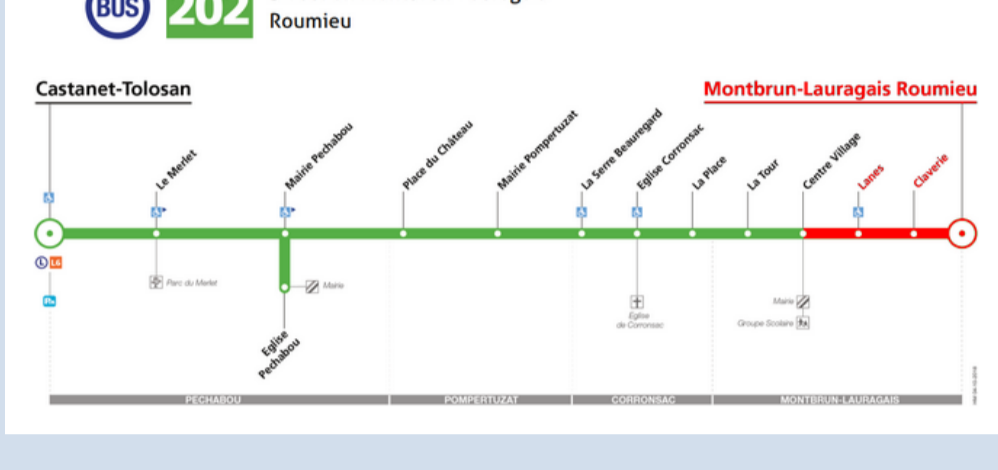 BUS
202
Roumieu
Castanet-Tolosan
Montbrun-Lauragais Roumieu
Le Merlet
Mairie Pechabou
Place du Château
Mairie Pompertuzat
La Serre Beauregard
Eglise Corronsac
La Place
La Tour
Centre Village
Lanes
Claverie
L L6
Parc du Merlet
Mairie
Eglise
Pechabou
Eglise
de Corronsac
Mairie
Groupe Scolaire
PECHABOU
POMPERTUZAT
CORRONSAC
MONTBRUN-LAURAGAIS